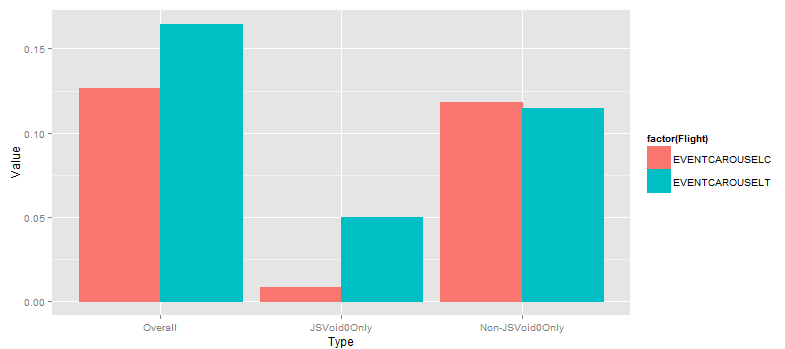 0.15
0.10
0.05
0.00
Value
Overall
JSVoid0Only
Non-JSVoid0Only
Type
factor(Flight)
EVENTCAROUSELC
EVENTCAROUSELT